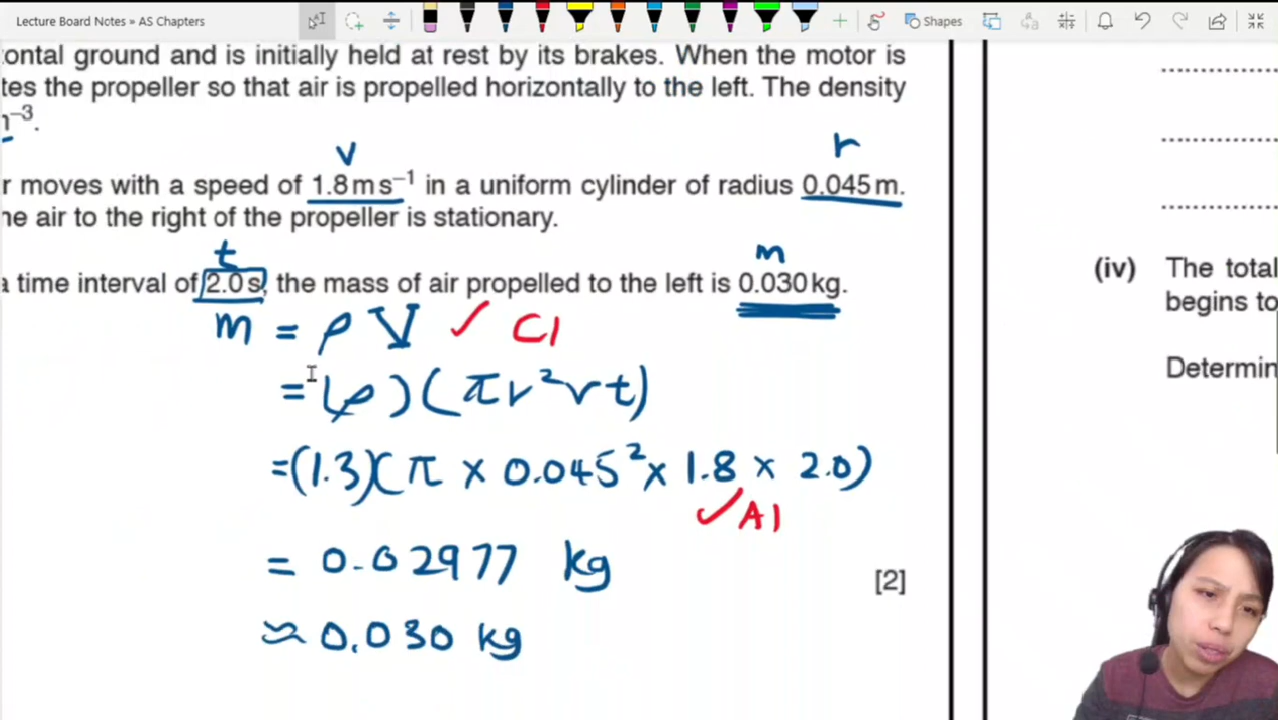 Lecture Board Notes » AS Chapters
Shapes
ontal ground and is initially held at rest by its brakes. When the motor is
tes the propeller so that air is propelled horizontally to the left. The density
n⁻³.
v
r
r moves with a speed of 1.8 m s⁻¹ in a uniform cylinder of radius 0.045 m.
ne air to the right of the propeller is stationary.
t
m
a time interval of 2.0 s, the mass of air propelled to the left is 0.030 kg.
m = ρ V ✓ C1
= (ρ) (πr²vt)
= (1.3)(π × 0.045² × 1.8 × 2.0)
✓ A1
= 0.02977 kg
[2]
≈ 0.030 kg
(iv) The total
begins to
Determin